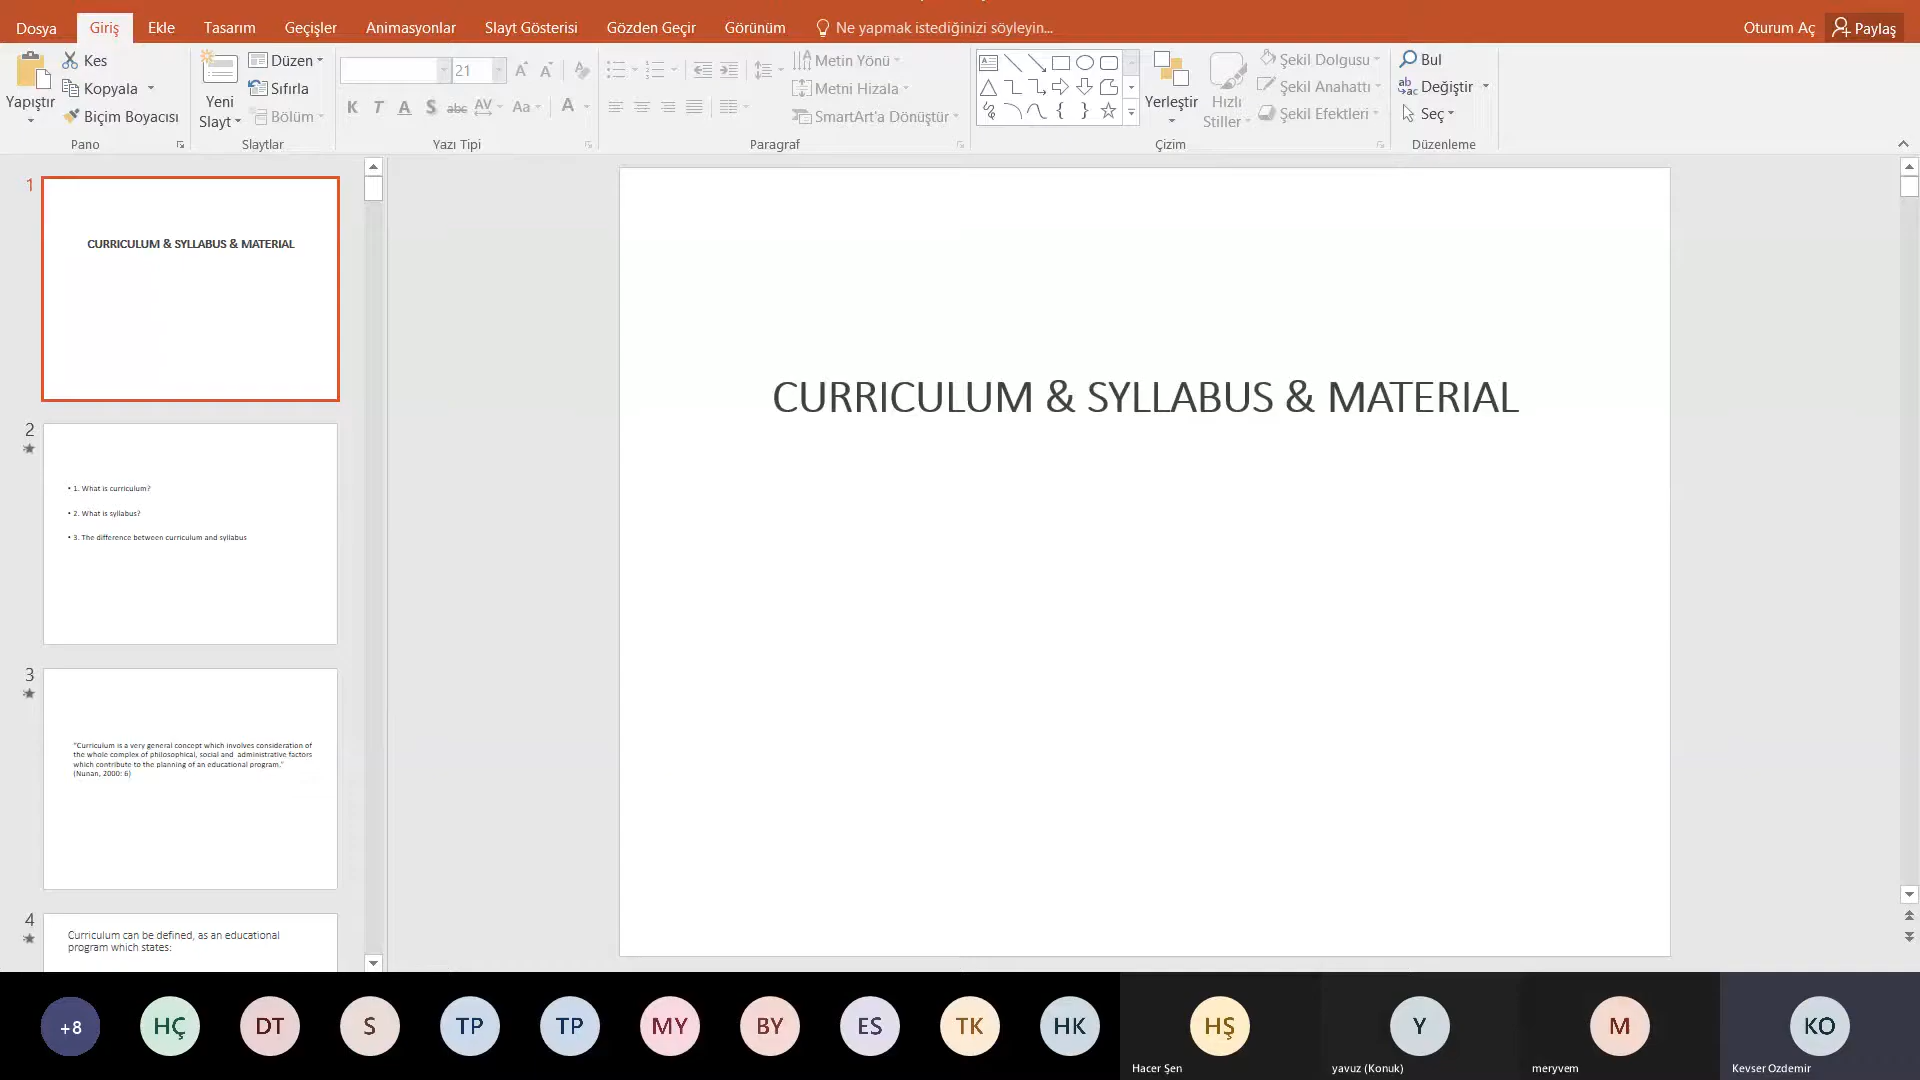 Dosya Giriş Ekle Tasarım Geçişler Animasyonlar Slayt Gösterisi Gözden Geçir Görünüm Ne yapmak istediğinizi söyleyin... Oturum Aç Paylaş
Yapıştır
Kes
Kopyala
Biçim Boyacısı
Pano
Yeni
Slayt
Düzen
Sıfırla
Bölüm
Slaytlar
21
K T A S abc AV Aa A
Yazı Tipi
Metin Yönü
Metni Hizala
SmartArt'a Dönüştür
Paragraf
Yerleştir
Hızlı
Stiller
Şekil Dolgusu
Şekil Anahattı
Şekil Efektleri
Çizim
Bul
Değiştir
Seç
Düzenleme
1
CURRICULUM & SYLLABUS & MATERIAL
2
• 1. What is curriculum?
• 2. What is syllabus?
• 3. The difference between curriculum and syllabus
3
"Curriculum is a very general concept which involves consideration of
the whole complex of philosophical, social and administrative factors
which contribute to the planning of an educational program."
(Nunan, 2000: 6)
4
Curriculum can be defined, as an educational
program which states:
CURRICULUM & SYLLABUS & MATERIAL
+8 HÇ DT S TP TP MY BY ES TK HK HŞ Y M KO
Hacer Şen yavuz (Konuk) meryvem Kevser Ozdemir